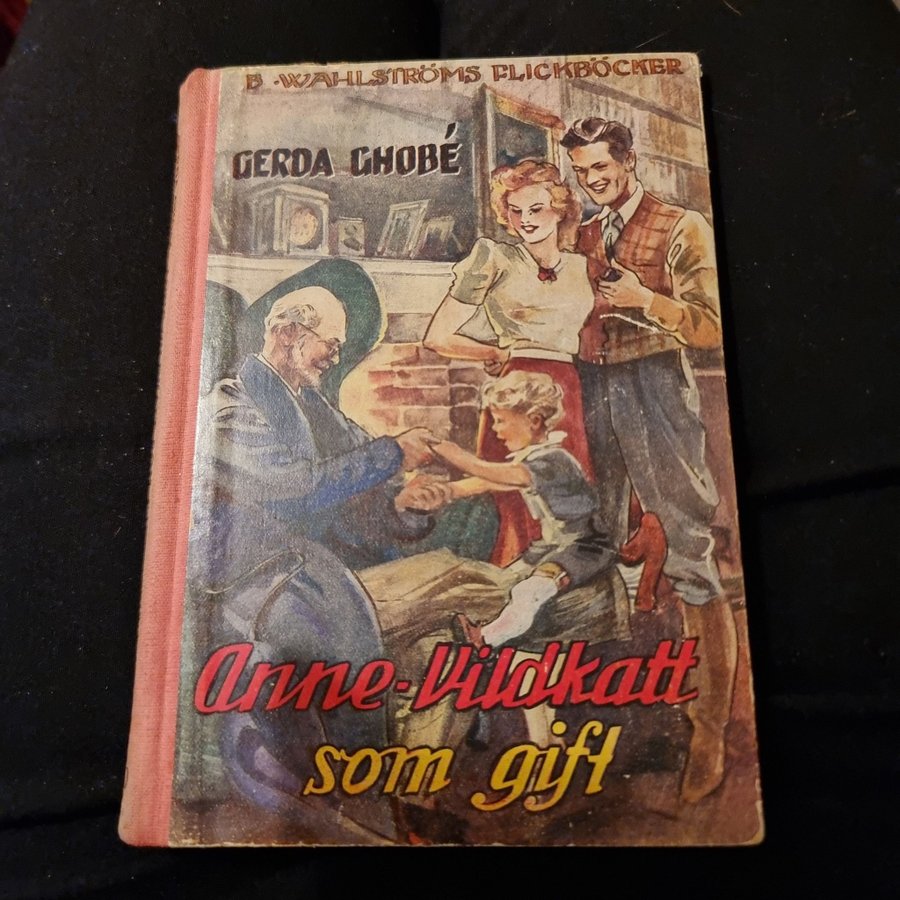 B. WAHLSTRÖMS FLICKBÖCKER
GERDA GHOBÉ
Anne-Vildkatt
som gift